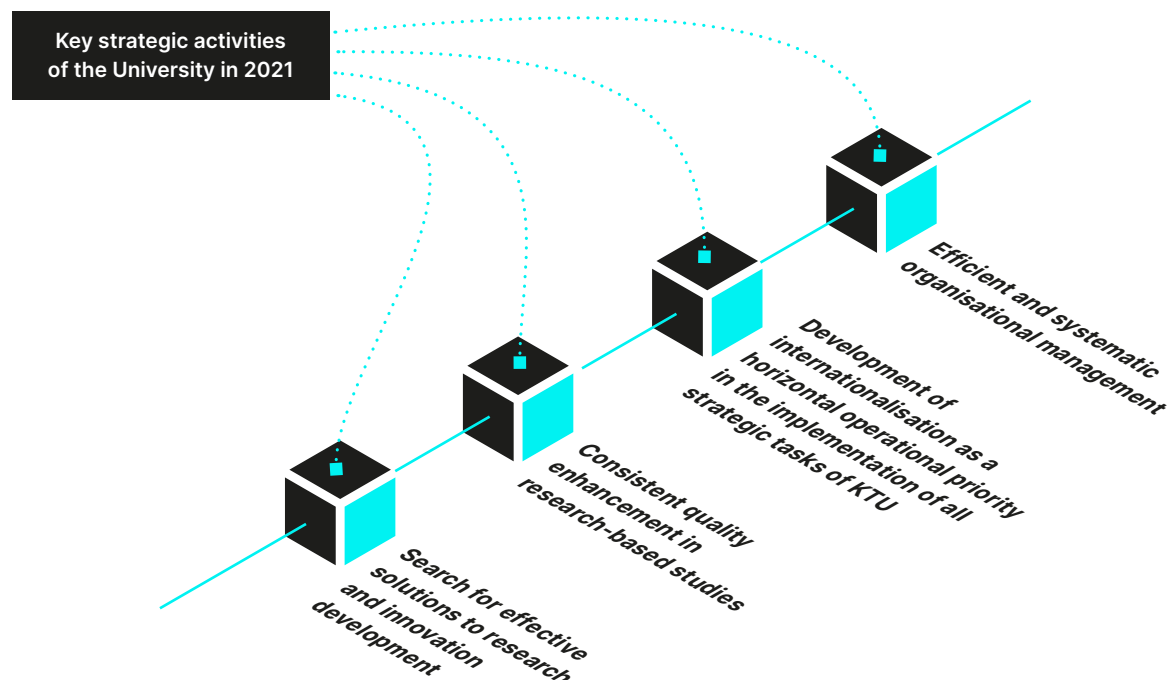 Key strategic activities
of the University in 2021
Search for effective
solutions to research
and innovation
development
Consistent quality
enhancement in
research-based studies
Development of
internationalisation as a
horizontal operational priority
in the implementation of all
strategic tasks of KTU
Efficient and systematic
organisational management